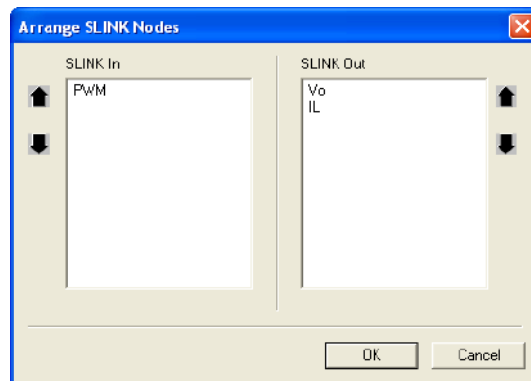 Arrange SLINK Nodes
SLINK In
SLINK Out
PWM
Vo
IL
OK
Cancel